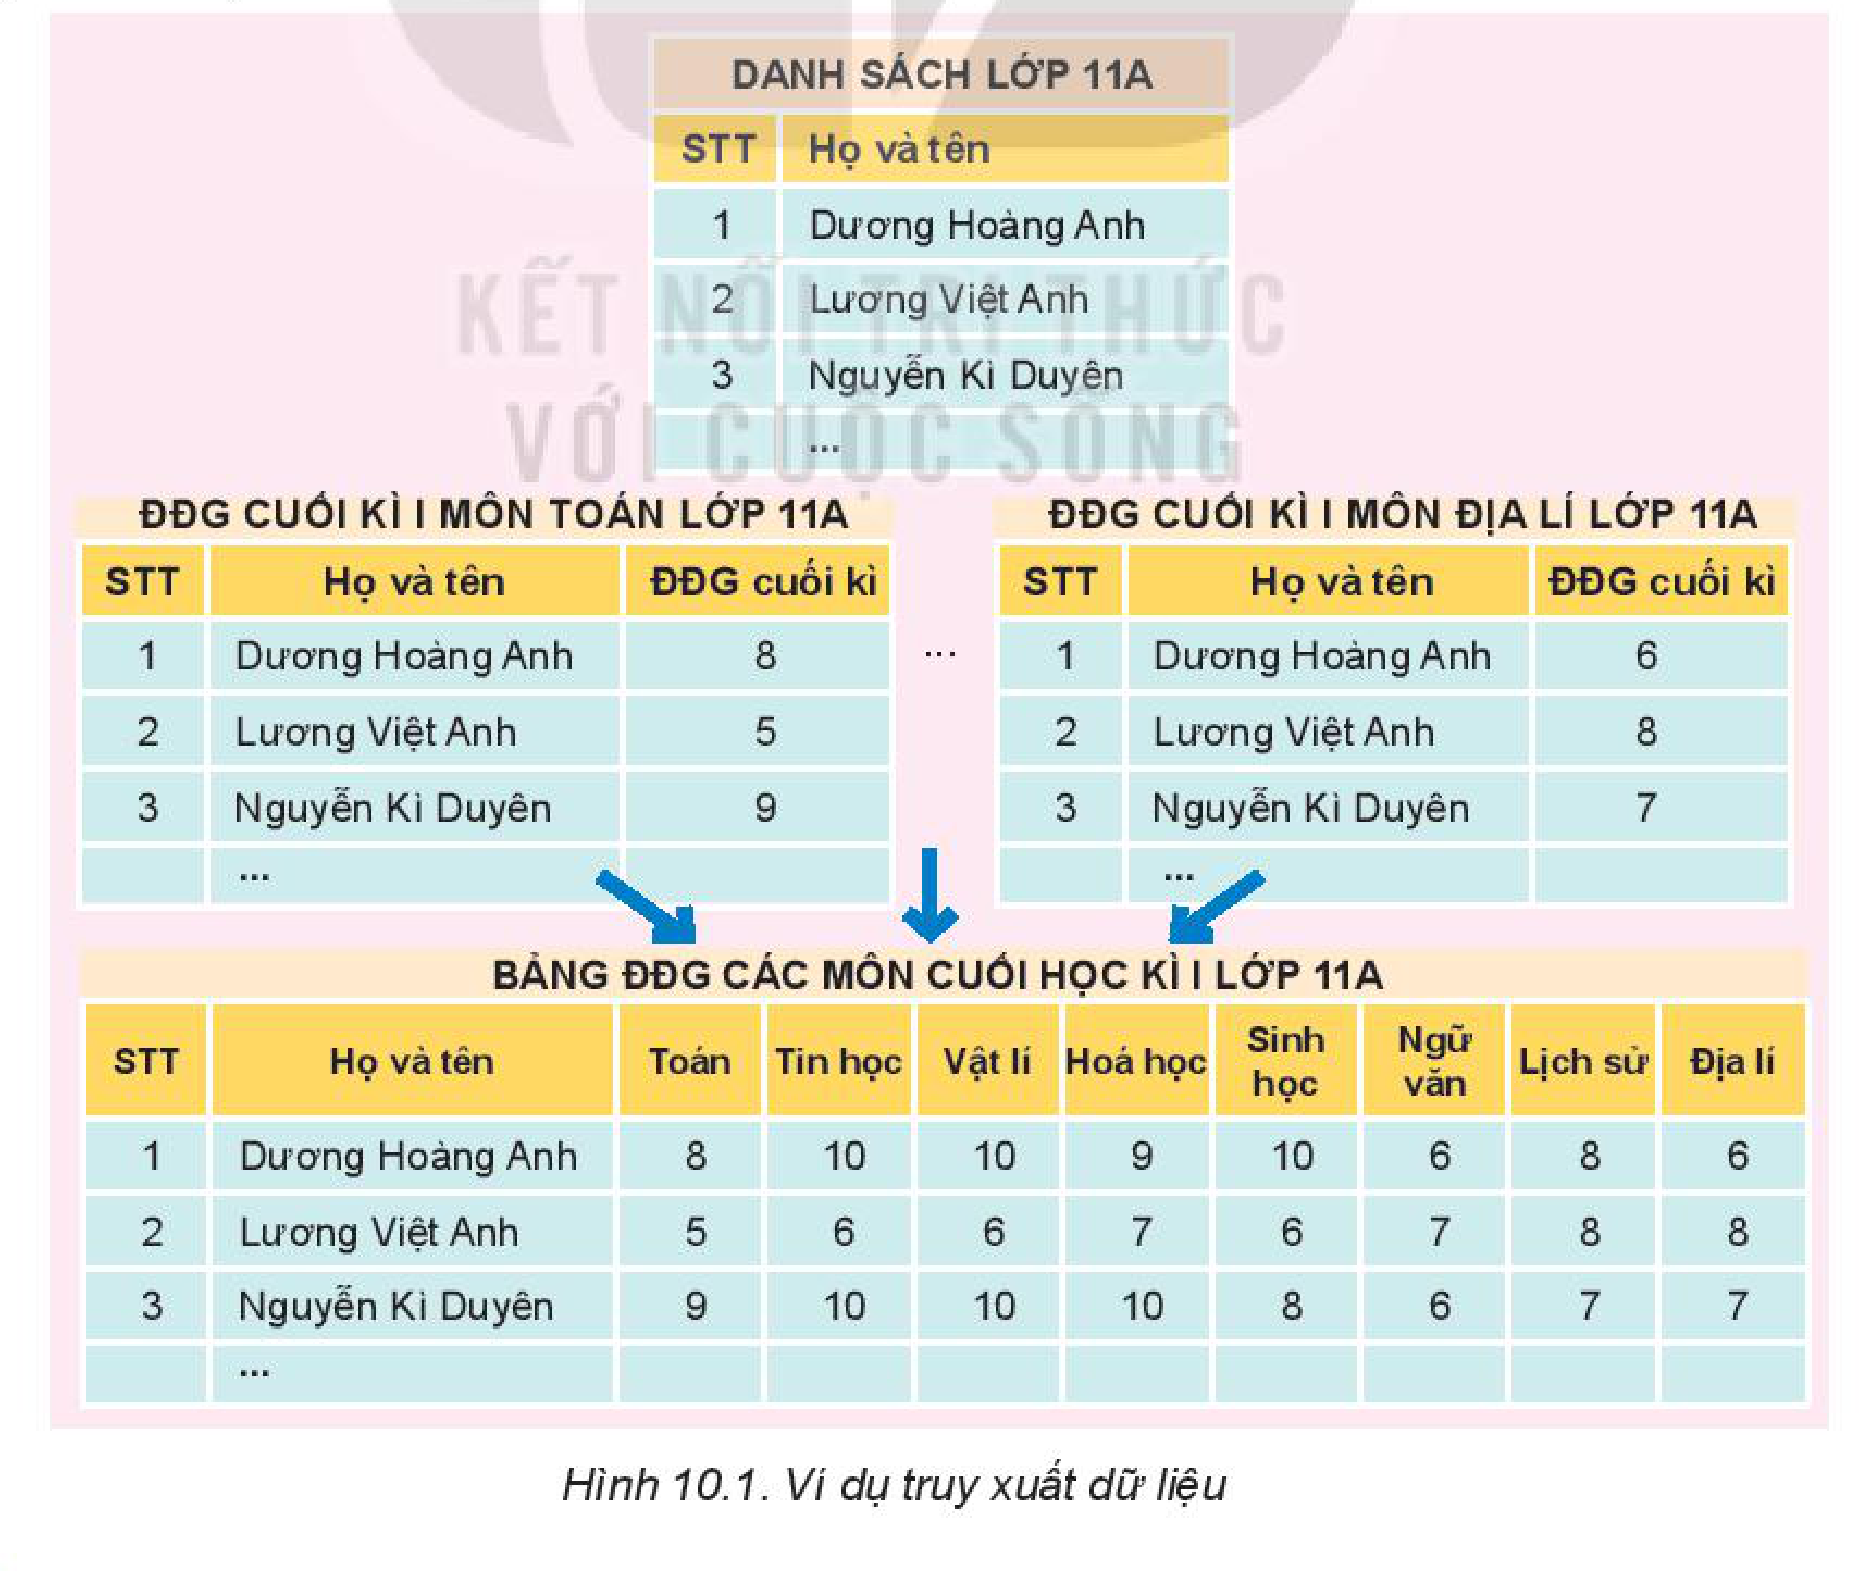 DANH SÁCH LỚP 11A
STT Họ và tên
1 Dương Hoàng Anh
2 Lương Việt Anh
3 Nguyễn Kì Duyên
...
KẾT NỐI TRI THỨC
VỚI CUỘC SỐNG
ĐĐG CUỐI KÌ I MÔN TOÁN LỚP 11A
STT Họ và tên ĐĐG cuối kì
1 Dương Hoàng Anh 8
2 Lương Việt Anh 5
3 Nguyễn Kì Duyên 9
...
...
ĐĐG CUỐI KÌ I MÔN ĐỊA LÍ LỚP 11A
STT Họ và tên ĐĐG cuối kì
1 Dương Hoàng Anh 6
2 Lương Việt Anh 8
3 Nguyễn Kì Duyên 7
...
BẢNG ĐĐG CÁC MÔN CUỐI HỌC KÌ I LỚP 11A
STT Họ và tên Toán Tin học Vật lí Hoá học Sinh học Ngữ văn Lịch sử Địa lí
1 Dương Hoàng Anh 8 10 10 9 10 6 8 6
2 Lương Việt Anh 5 6 6 7 6 7 8 8
3 Nguyễn Kì Duyên 9 10 10 10 8 6 7 7
...
Hình 10.1. Ví dụ truy xuất dữ liệu